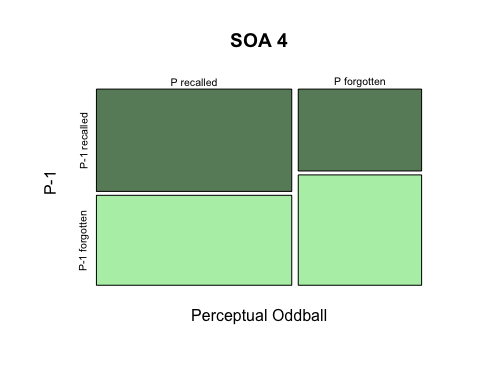 SOA 4
P recalled
P forgotten
P-1 recalled
P-1
P-1 forgotten
Perceptual Oddball